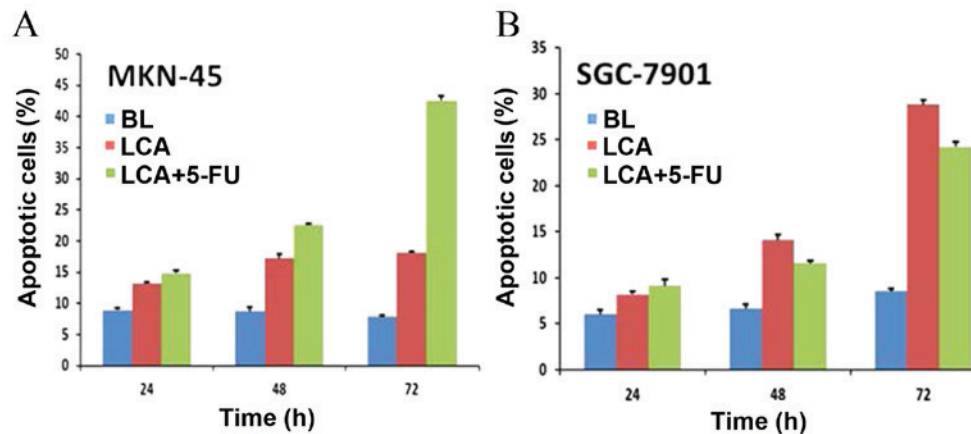 A
MKN-45
BL
LCA
LCA+5-FU
Apoptotic cells (%)
50
45
40
35
30
25
20
15
10
5
0
24
48
72
Time (h)
B
SGC-7901
BL
LCA
LCA+5-FU
Apoptotic cells (%)
35
30
25
20
15
10
5
0
24
48
72
Time (h)